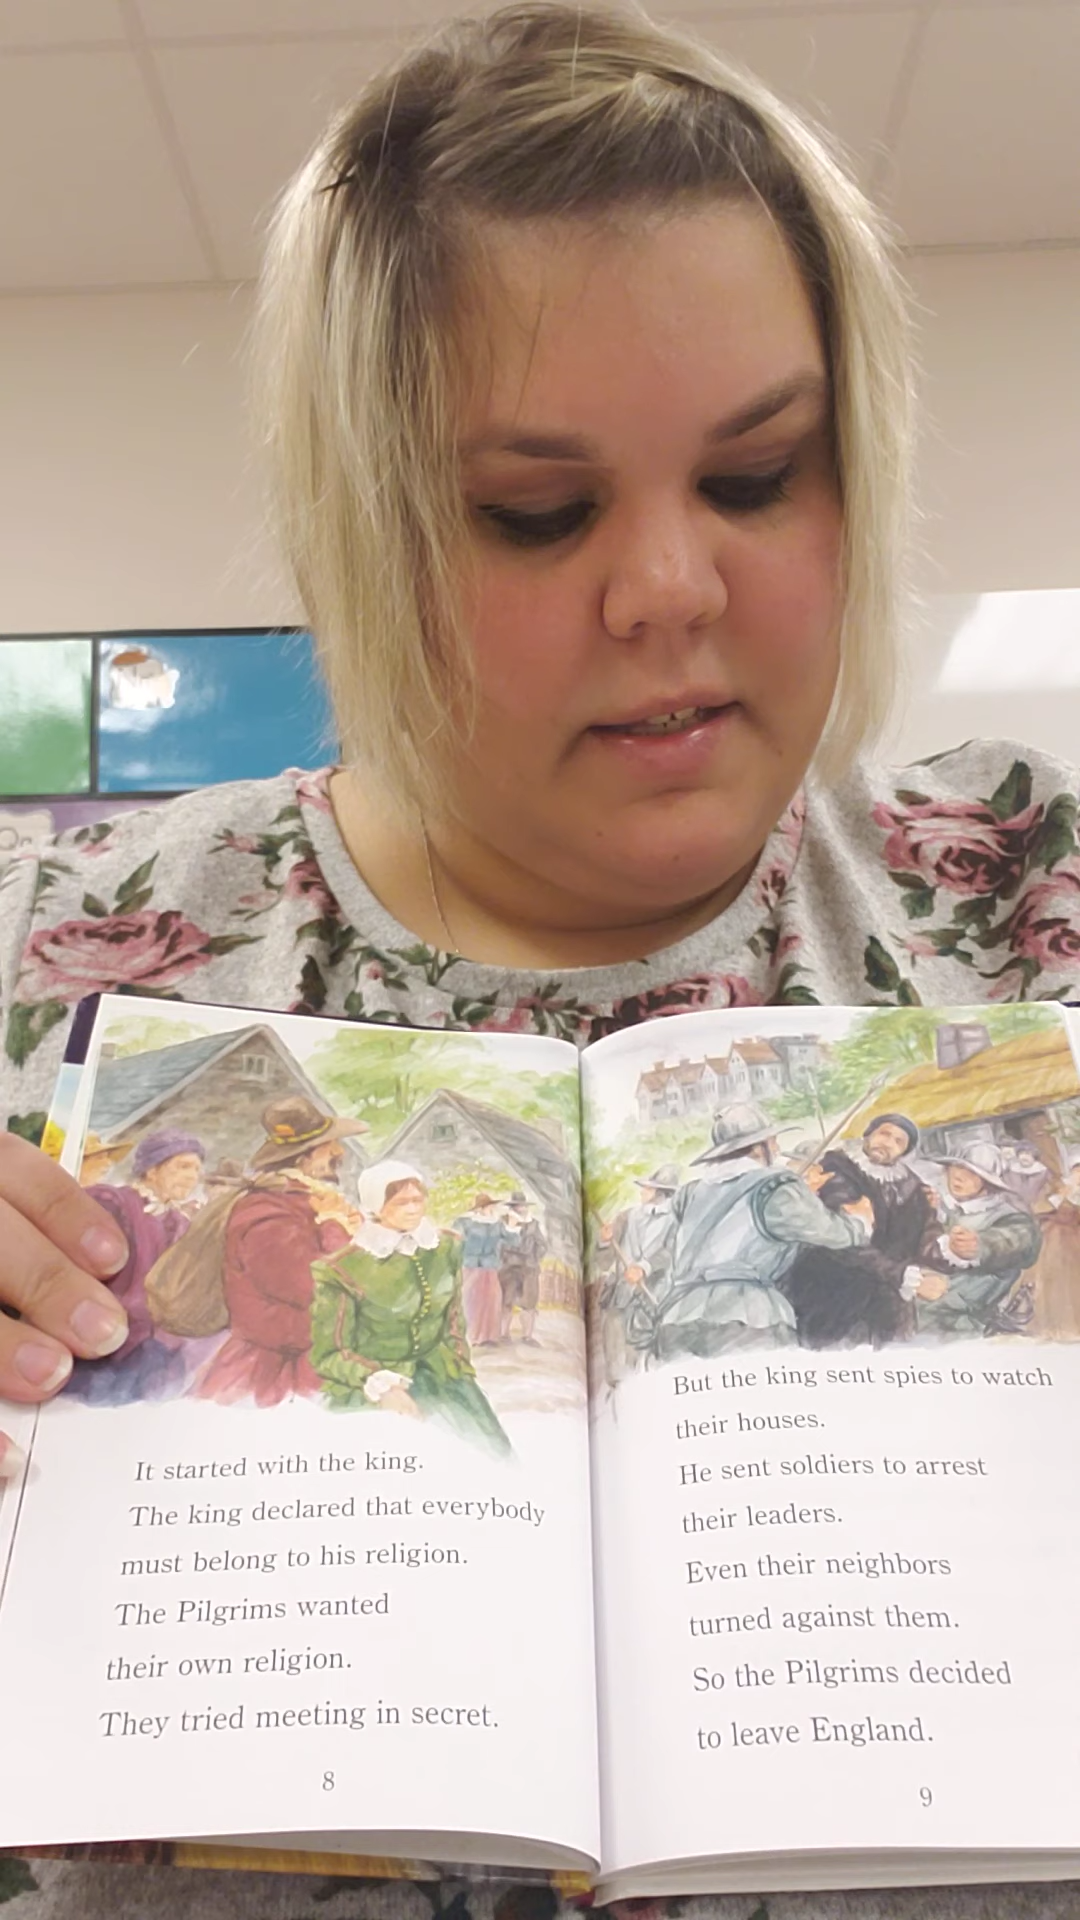 It started with the king.
The king declared that everybody
must belong to his religion.
The Pilgrims wanted
their own religion.
They tried meeting in secret.
8
But the king sent spies to watch
their houses.
He sent soldiers to arrest
their leaders.
Even their neighbors
turned against them.
So the Pilgrims decided
to leave England.
9